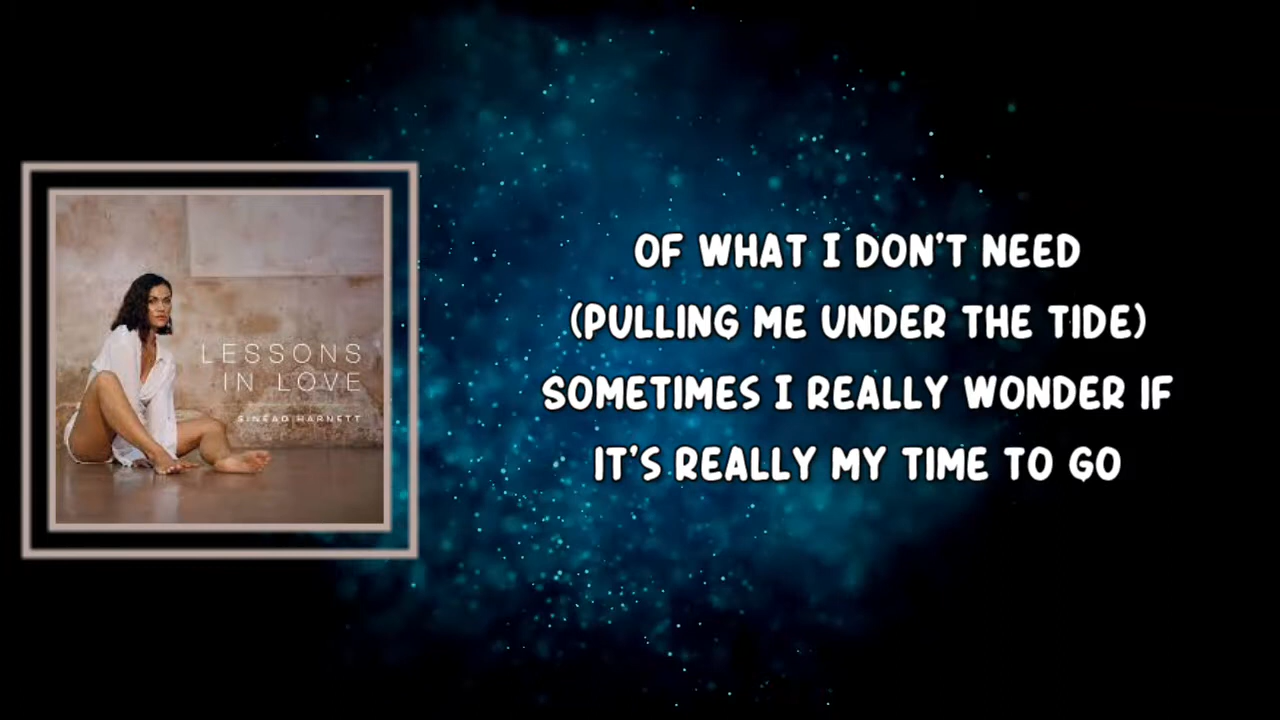 LESSONS
IN LOVE
SINÉAD HARNETT
OF WHAT I DON'T NEED
(PULLING ME UNDER THE TIDE)
SOMETIMES I REALLY WONDER IF
IT'S REALLY MY TIME TO GO